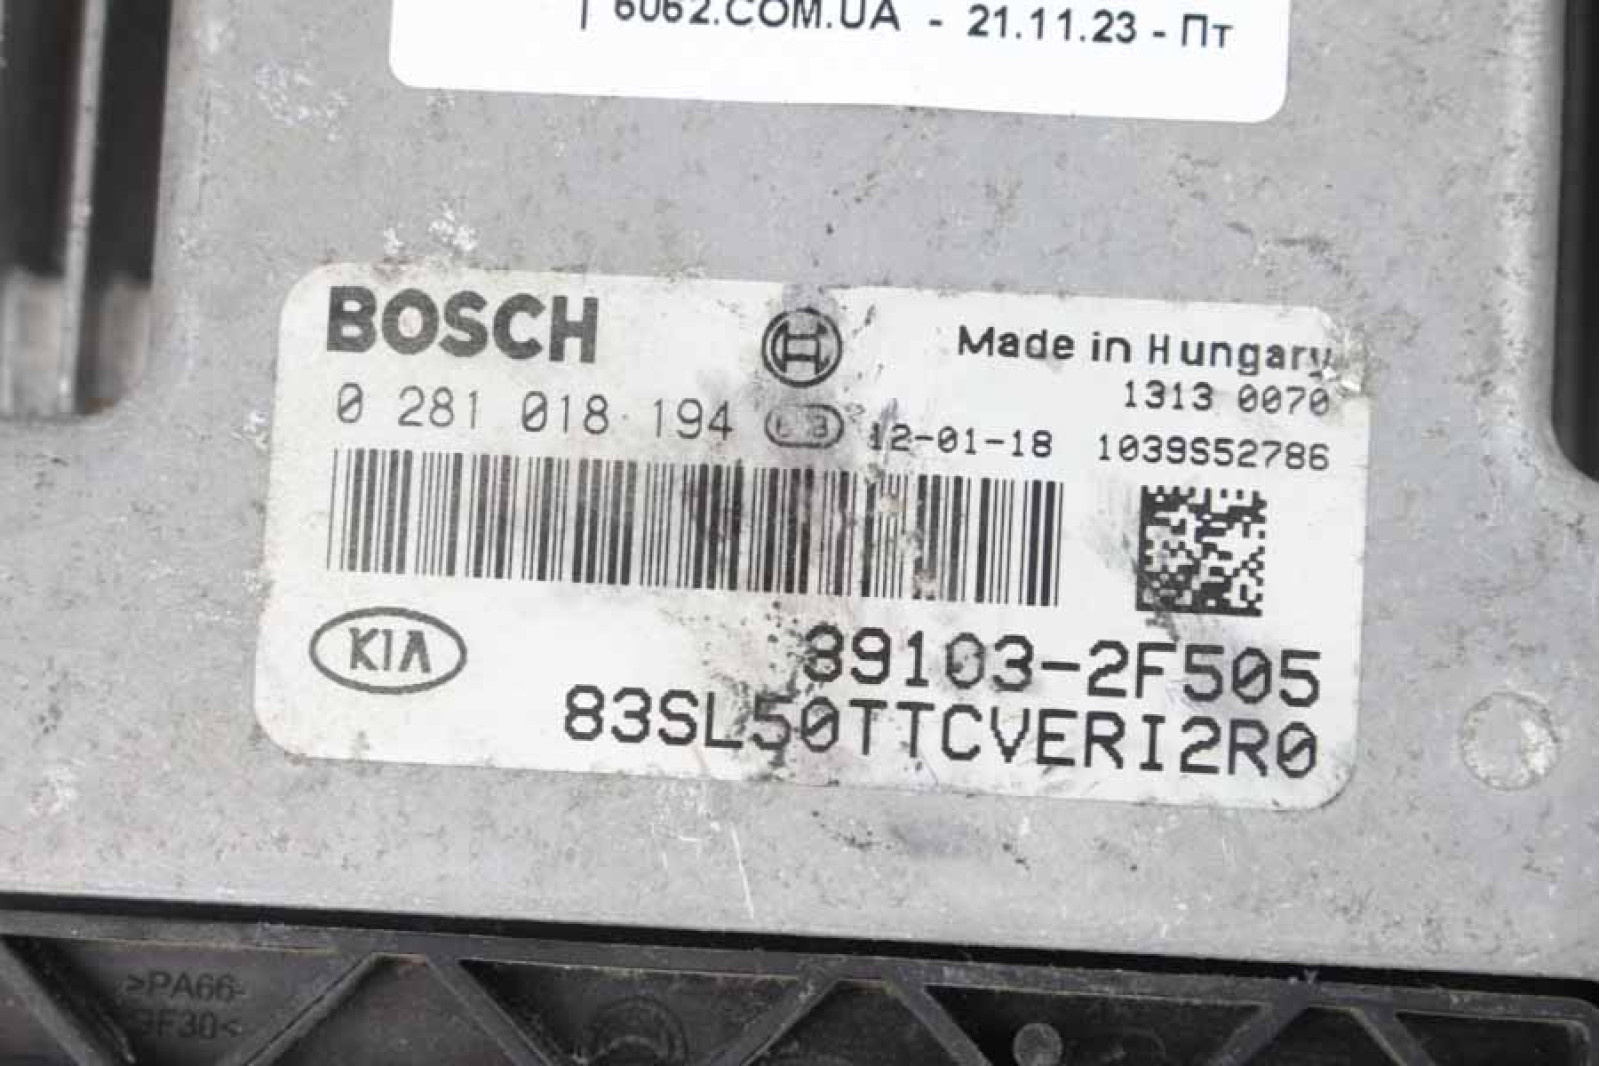 6062.COM.UA - 21.11.23 - Пт
BOSCH
Made in Hungary
1313 0070
0 281 018 194
12-01-18 1039S52786
KIA
39103-2F505
83SL50TTCVERI2R0
>PA66-
GF30<